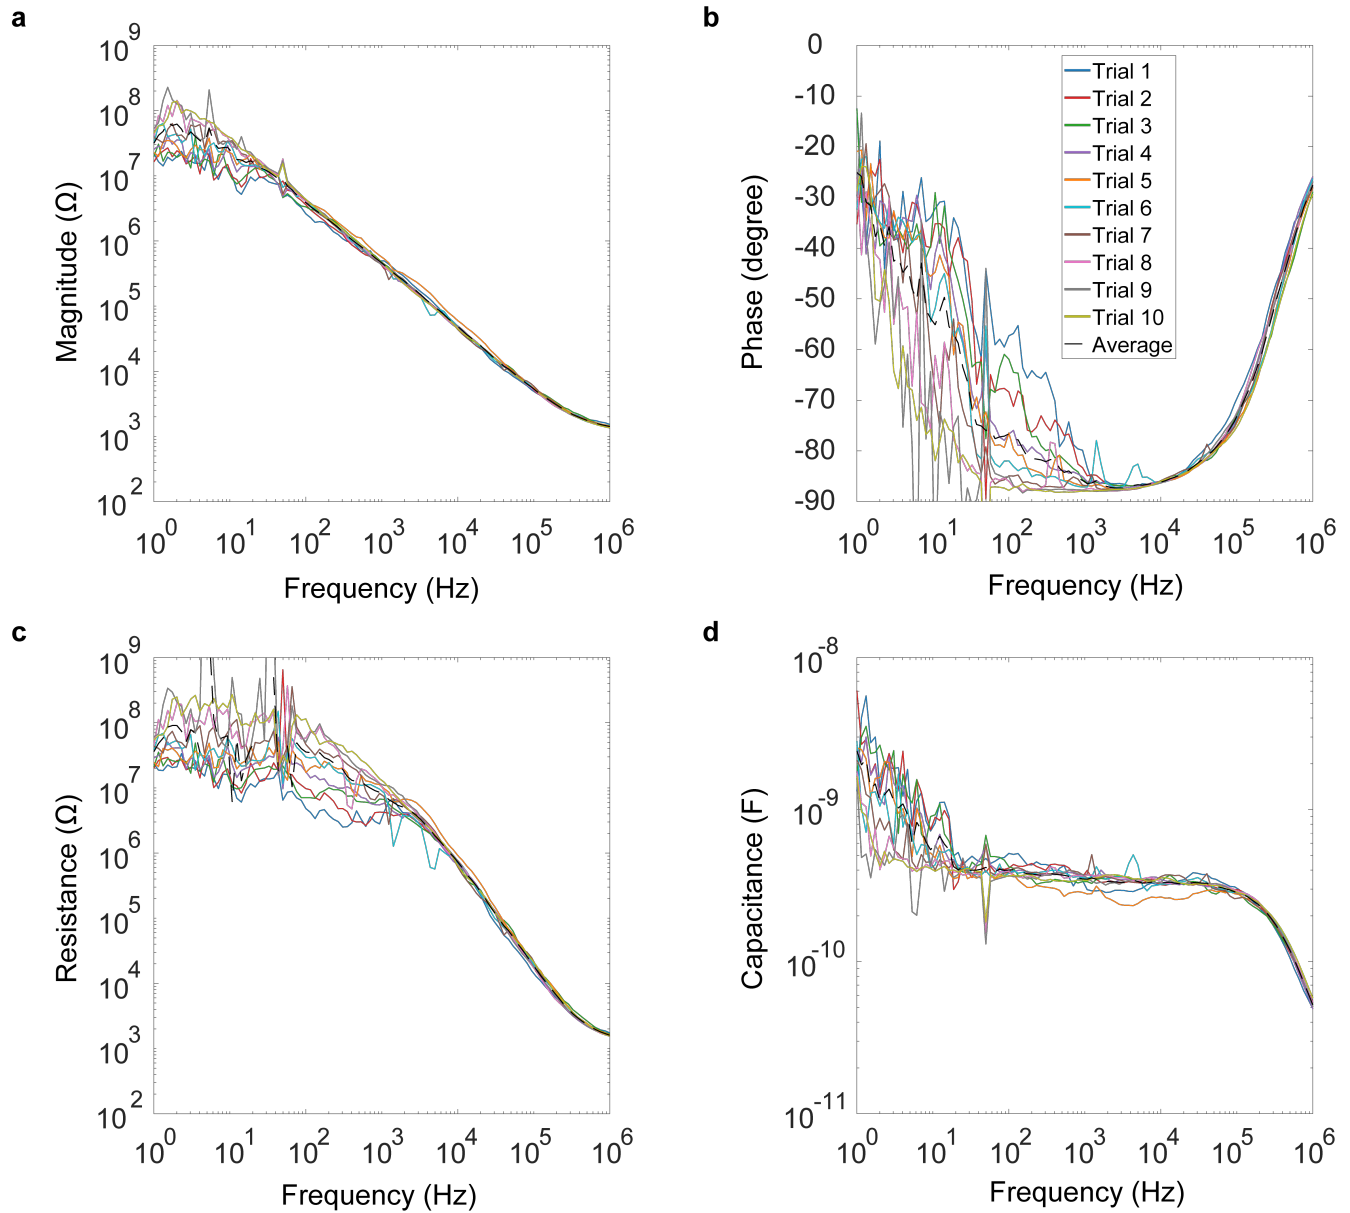 a
10^9
10^8
10^7
10^6
10^5
10^4
10^3
10^2
Magnitude (Ω)
10^0 10^1 10^2 10^3 10^4 10^5 10^6
Frequency (Hz)
b
0
-10
-20
-30
-40
-50
-60
-70
-80
-90
Phase (degree)
Trial 1
Trial 2
Trial 3
Trial 4
Trial 5
Trial 6
Trial 7
Trial 8
Trial 9
Trial 10
Average
10^0 10^1 10^2 10^3 10^4 10^5 10^6
Frequency (Hz)
c
10^9
10^8
10^7
10^6
10^5
10^4
10^3
10^2
Resistance (Ω)
10^0 10^1 10^2 10^3 10^4 10^5 10^6
Frequency (Hz)
d
10^-8
10^-9
10^-10
10^-11
Capacitance (F)
10^0 10^1 10^2 10^3 10^4 10^5 10^6
Frequency (Hz)